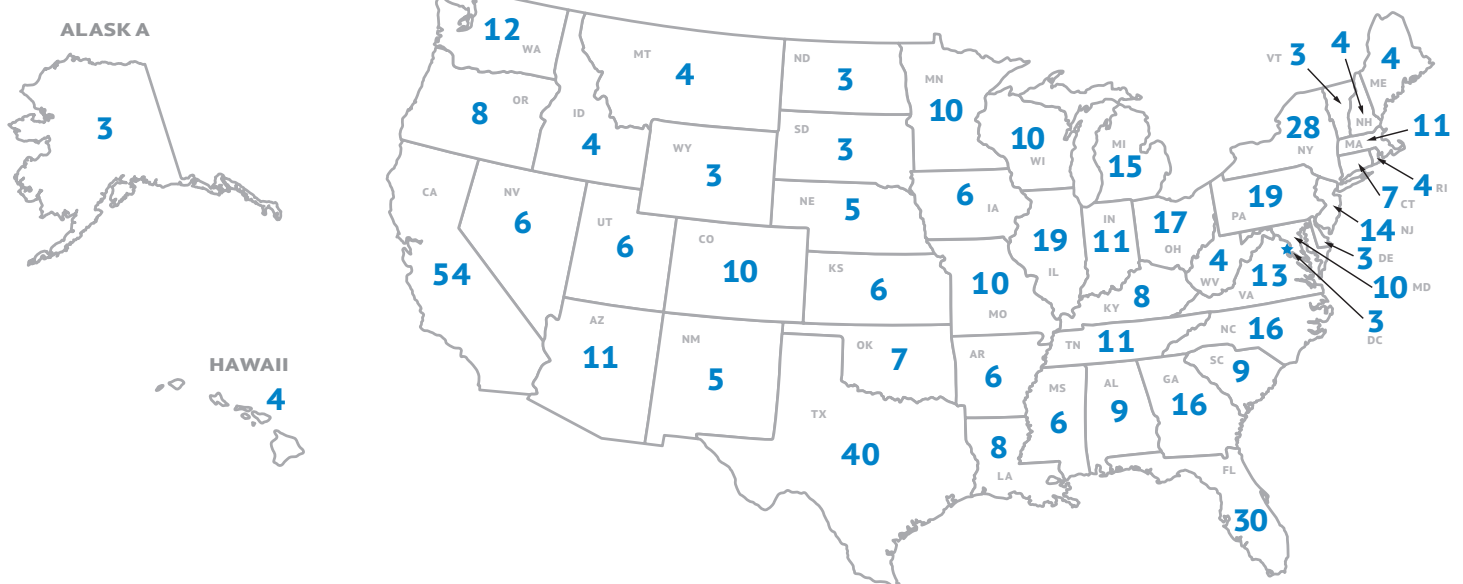 ALASKA
3
HAWAII
4
12
WA
8
OR
CA
54
NV
6
ID
4
MT
4
WY
3
UT
6
CO
10
AZ
11
NM
5
ND
3
SD
3
NE
5
KS
6
OK
7
TX
40
MN
10
6
IA
10
MO
AR
6
8
LA
10
WI
19
IL
MI
15
IN
11
17
OH
KY
8
TN
11
MS
6
AL
9
GA
16
FL
30
SC
9
NC
16
13
VA
4
WV
19
PA
28
NY
VT
3
4
NH
4
ME
11
MA
4
RI
7
CT
14
NJ
3
DE
10
MD
3
DC